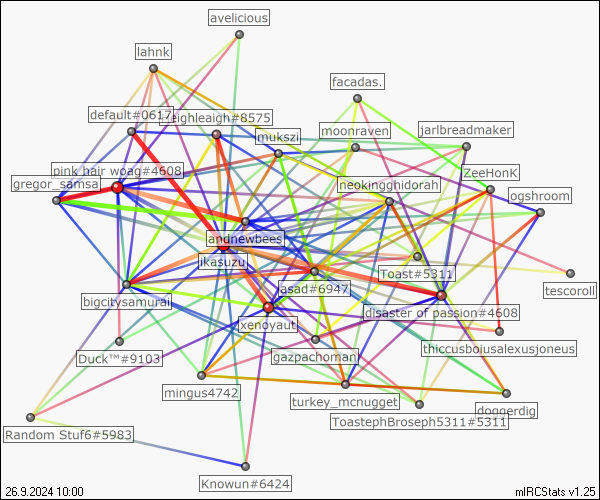 avelicious
lahnk
facadas.
default#0617
eighleaigh#8575
mukszi
moonraven
jarlbreadmaker
pink hair woag#4608
gregor_samsa
neokingghidorah
ZeeHonK
ogshroom
andnewbees
jkasuzu
Toast#5311
tescoroll
jasad#6947
bigcitysamurai
xenoyaut
disaster of passion#4608
Duck™#9103
gazpachoman
thiccusboiusalexusjoneus
mingus4742
turkey_mcnugget
doggerdig
ToastephBroseph5311#5311
Random Stuf6#5983
Knowun#6424
26.9.2024 10:00
mIRCStats v1.25